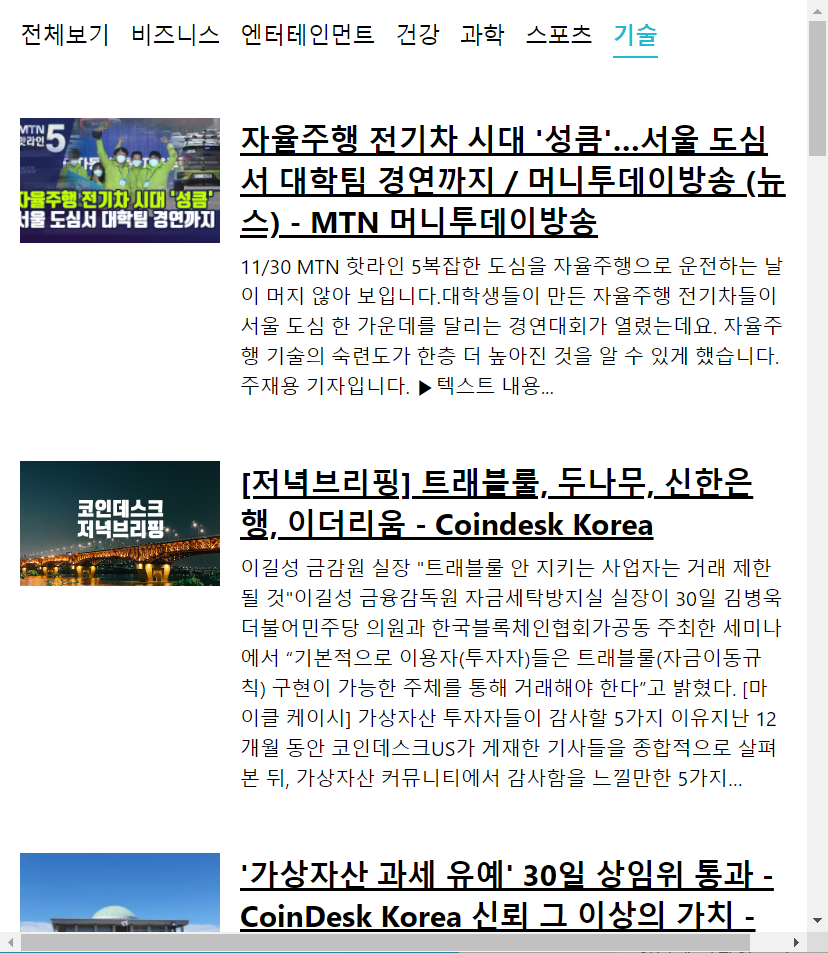 전체보기 비즈니스 엔터테인먼트 건강 과학 스포츠 기술
MTN 5
핫라인
자율주행 전기차 시대 '성큼'
서울 도심서 대학팀 경연까지
자율주행 전기차 시대 '성큼'…서울 도심
서 대학팀 경연까지 / 머니투데이방송 (뉴
스) - MTN 머니투데이방송
11/30 MTN 핫라인 5복잡한 도심을 자율주행으로 운전하는 날
이 머지 않아 보입니다.대학생들이 만든 자율주행 전기차들이
서울 도심 한 가운데를 달리는 경연대회가 열렸는데요. 자율주
행 기술의 숙련도가 한층 더 높아진 것을 알 수 있게 했습니다.
주재용 기자입니다. ▶텍스트 내용…
코인데스크
저녁브리핑
[저녁브리핑] 트래블룰, 두나무, 신한은
행, 이더리움 - Coindesk Korea
이길성 금감원 실장 "트래블룰 안 지키는 사업자는 거래 제한
될 것"이길성 금융감독원 자금세탁방지실 실장이 30일 김병욱
더불어민주당 의원과 한국블록체인협회가공동 주최한 세미나
에서 “기본적으로 이용자(투자자)들은 트래블룰(자금이동규
칙) 구현이 가능한 주체를 통해 거래해야 한다”고 밝혔다. [마
이클 케이시] 가상자산 투자자들이 감사할 5가지 이유지난 12
개월 동안 코인데스크US가 게재한 기사들을 종합적으로 살펴
본 뒤, 가상자산 커뮤니티에서 감사함을 느낄만한 5가지…
'가상자산 과세 유예' 30일 상임위 통과 -
CoinDesk Korea 신뢰 그 이상의 가치 -